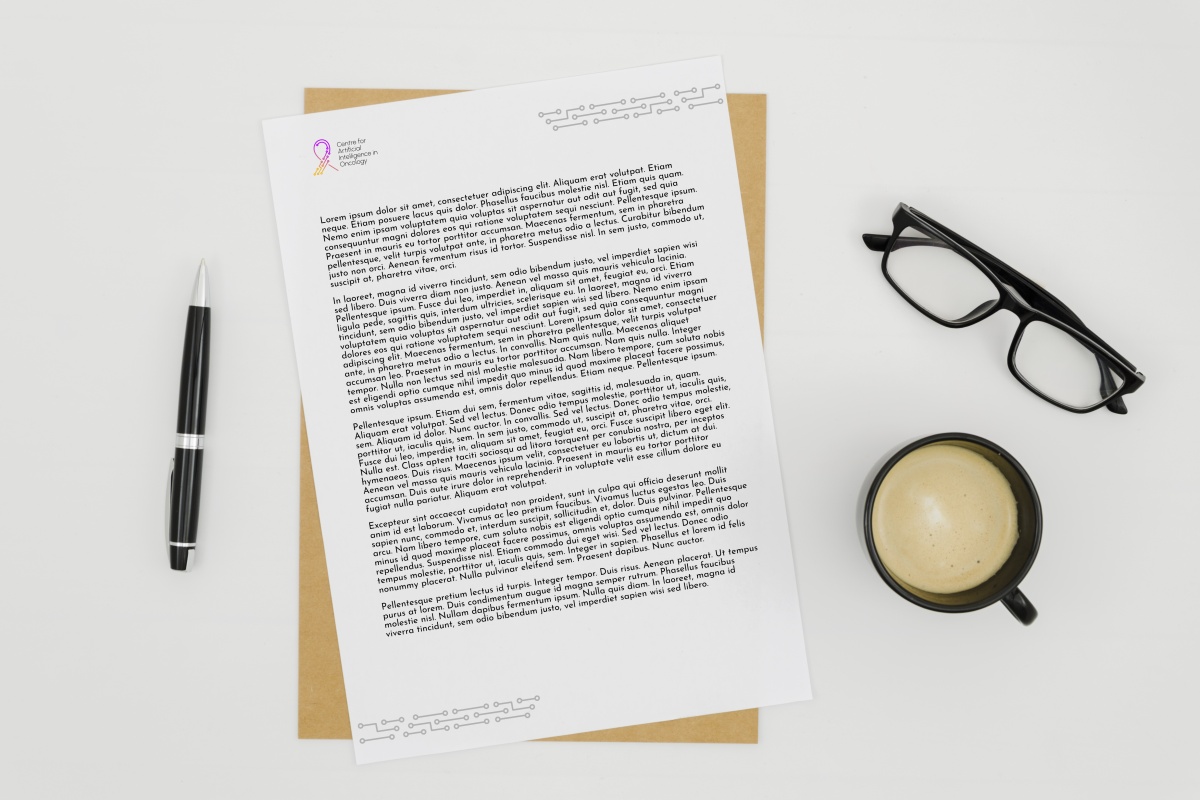 Centre for
Artificial
Intelligence in
Oncology
Lorem ipsum dolor sit amet, consectetuer adipiscing elit. Aliquam erat volutpat. Etiam
neque. Etiam posuere lacus quis dolor. Phasellus faucibus molestie nisl. Etiam quis quam.
Nemo enim ipsam voluptatem quia voluptas sit aspernatur aut odit aut fugit, sed quia
consequuntur magni dolores eos qui ratione voluptatem sequi nesciunt. Pellentesque ipsum.
Praesent in mauris eu tortor porttitor accumsan. Maecenas fermentum, sem in pharetra
pellentesque, velit turpis volutpat ante, in pharetra metus odio a lectus. Curabitur bibendum
justo non orci. Aenean fermentum risus id tortor. Suspendisse nisl. In sem justo, commodo ut,
suscipit at, pharetra vitae, orci.
In laoreet, magna id viverra tincidunt, sem odio bibendum justo, vel imperdiet sapien wisi
sed libero. Duis viverra diam non justo. Aenean vel massa quis mauris vehicula lacinia.
Pellentesque ipsum. Fusce dui leo, imperdiet in, aliquam sit amet, feugiat eu, orci. Etiam
ligula pede, sagittis quis, interdum ultricies, scelerisque eu. In laoreet, magna id viverra
tincidunt, sem odio bibendum justo, vel imperdiet sapien wisi sed libero. Nemo enim ipsam
voluptatem quia voluptas sit aspernatur aut odit aut fugit, sed quia consequuntur magni
dolores eos qui ratione voluptatem sequi nesciunt. Lorem ipsum dolor sit amet, consectetuer
adipiscing elit. Maecenas fermentum, sem in pharetra pellentesque, velit turpis volutpat
ante, in pharetra metus odio a lectus. In convallis. Nam quis nulla. Maecenas aliquet
accumsan leo. Praesent in mauris eu tortor porttitor accumsan. Nam quis nulla. Integer
tempor. Nulla non lectus sed nisl molestie malesuada. Nam libero tempore, cum soluta nobis
est eligendi optio cumque nihil impedit quo minus id quod maxime placeat facere possimus,
omnis voluptas assumenda est, omnis dolor repellendus. Etiam neque. Pellentesque ipsum.
Pellentesque ipsum. Etiam dui sem, fermentum vitae, sagittis id, malesuada in, quam.
Aliquam erat volutpat. Sed vel lectus. Donec odio tempus molestie, porttitor ut, iaculis quis,
sem. Aliquam id dolor. Nunc auctor. In convallis. Sed vel lectus. Donec odio tempus molestie,
porttitor ut, iaculis quis, sem. In sem justo, commodo ut, suscipit at, pharetra vitae, orci.
Fusce dui leo, imperdiet in, aliquam sit amet, feugiat eu, orci. Fusce suscipit libero eget elit.
Nulla est. Class aptent taciti sociosqu ad litora torquent per conubia nostra, per inceptos
hymenaeos. Duis risus. Maecenas ipsum velit, consectetuer eu lobortis ut, dictum at dui.
Aenean vel massa quis mauris vehicula lacinia. Praesent in mauris eu tortor porttitor
accumsan. Duis aute irure dolor in reprehenderit in voluptate velit esse cillum dolore eu
fugiat nulla pariatur. Aliquam erat volutpat.
Excepteur sint occaecat cupidatat non proident, sunt in culpa qui officia deserunt mollit
anim id est laborum. Vivamus ac leo pretium faucibus. Vivamus luctus egestas leo. Duis
sapien nunc, commodo et, interdum suscipit, sollicitudin et, dolor. Duis pulvinar. Pellentesque
arcu. Nam libero tempore, cum soluta nobis est eligendi optio cumque nihil impedit quo
minus id quod maxime placeat facere possimus, omnis voluptas assumenda est, omnis dolor
repellendus. Suspendisse nisl. Etiam commodo dui eget wisi. Sed vel lectus. Donec odio
tempus molestie, porttitor ut, iaculis quis, sem. Integer in sapien. Phasellus et lorem id felis
nonummy placerat. Nulla pulvinar eleifend sem. Praesent dapibus. Nunc auctor.
Pellentesque pretium lectus id turpis. Integer tempor. Duis risus. Aenean placerat. Ut tempus
purus at lorem. Duis condimentum augue id magna semper rutrum. Phasellus faucibus
molestie nisl. Nullam dapibus fermentum ipsum. Nulla quis diam. In laoreet, magna id
viverra tincidunt, sem odio bibendum justo, vel imperdiet sapien wisi sed libero.